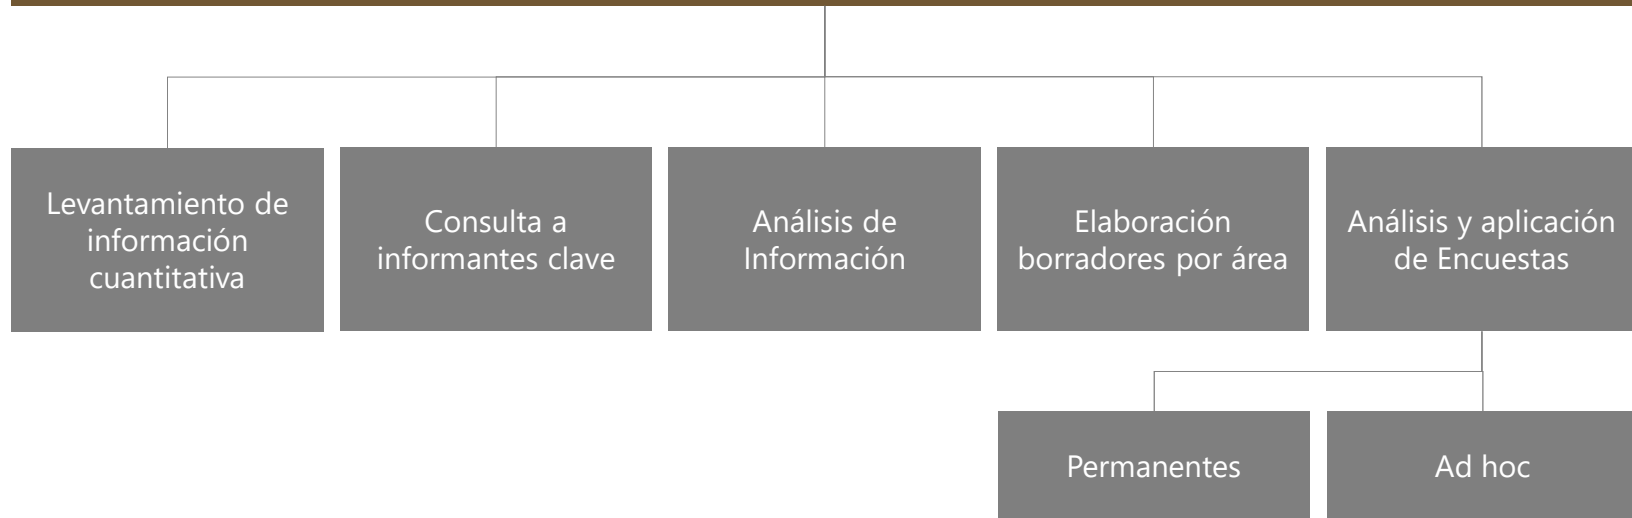 Levantamiento de
información
cuantitativa
Consulta a
informantes clave
Análisis de
Información
Elaboración
borradores por área
Análisis y aplicación
de Encuestas
Permanentes
Ad hoc